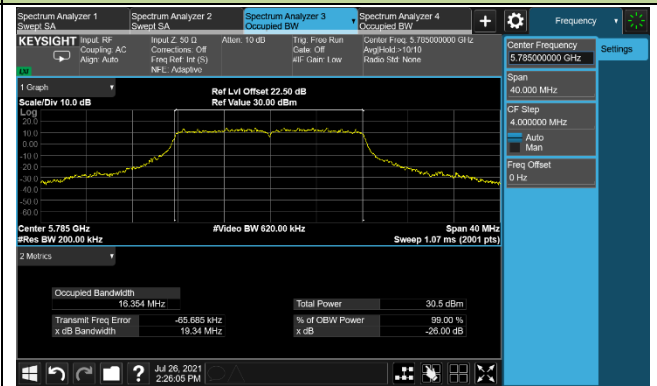 Spectrum Analyzer 1
Swept SA
Spectrum Analyzer 2
Swept SA
Spectrum Analyzer 3
Occupied BW
Spectrum Analyzer 4
Occupied BW
+
Frequency
KEYSIGHT
Input: RF
Coupling: AC
Align: Auto
Input Z: 50 Ω
Corrections: Off
Freq Ref: Int (S)
NFE: Adaptive
Atten: 10 dB
Trig: Free Run
Gate: Off
#IF Gain: Low
Center Freq: 5.785000000 GHz
Avg|Hold:>10/10
Radio Std: None
Center Frequency
5.785000000 GHz
Settings
Span
40.000 MHz
CF Step
4.000000 MHz
Auto
Man
Freq Offset
0 Hz
1 Graph
Scale/Div 10.0 dB
Ref Lvl Offset 22.50 dB
Ref Value 30.00 dBm
Log
20.0
10.0
0.00
-10.0
-20.0
-30.0
-40.0
-50.0
-60.0
Center 5.785 GHz
#Res BW 200.00 kHz
#Video BW 620.00 kHz
Span 40 MHz
Sweep 1.07 ms (2001 pts)
2 Metrics
Occupied Bandwidth
16.354 MHz
Total Power
30.5 dBm
Transmit Freq Error
-65.685 kHz
% of OBW Power
99.00 %
x dB Bandwidth
19.34 MHz
x dB
-26.00 dB
?
Jul 26, 2021
2:26:05 PM